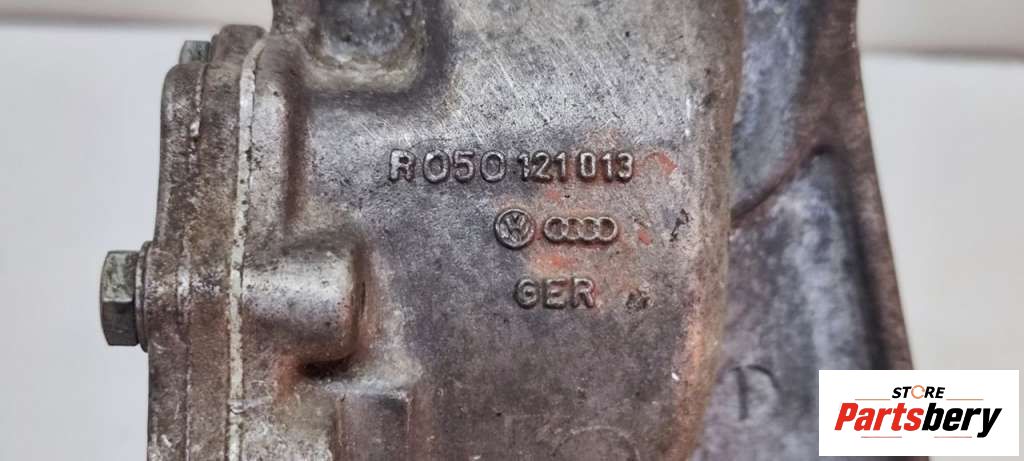 R 050 121 013
GER
D
STORE
Partsbery